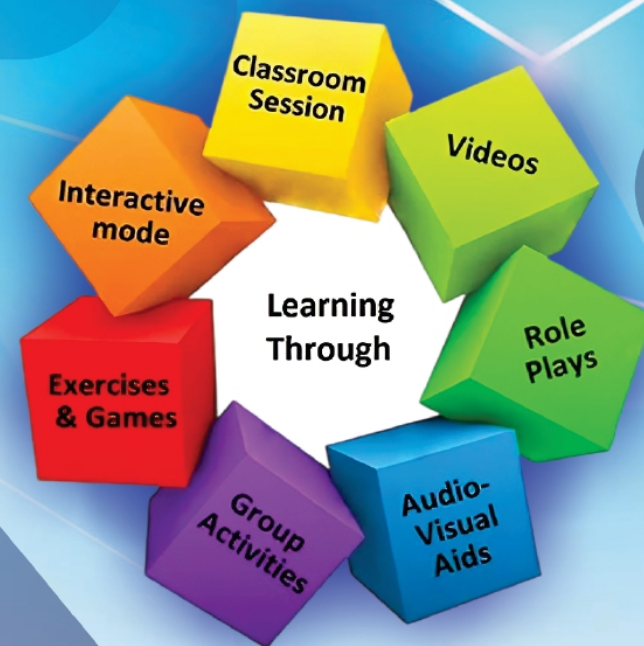 Classroom
Session
Videos
Role
Plays
Audio-
Visual
Aids
Group
Activities
Exercises
& Games
Interactive
mode
Learning
Through